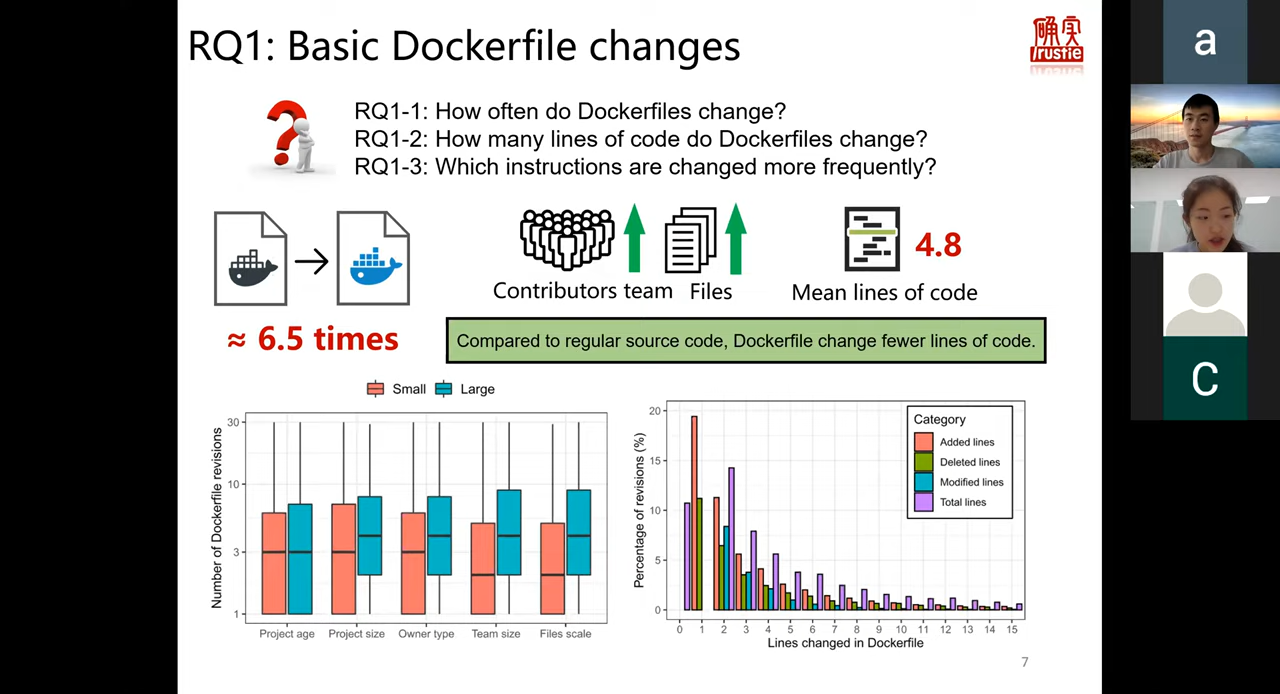 RQ1: Basic Dockerfile changes
确实
Trustie
RQ1-1: How often do Dockerfiles change?
RQ1-2: How many lines of code do Dockerfiles change?
RQ1-3: Which instructions are changed more frequently?
≈ 6.5 times
Contributors team
Files
4.8
Mean lines of code
Compared to regular source code, Dockerfile change fewer lines of code.
Small
Large
Number of Dockerfile revisions
30
10
3
1
Project age
Project size
Owner type
Team size
Files scale
Percentage of revisions (%)
20
15
10
5
0
Category
Added lines
Deleted lines
Modified lines
Total lines
0 1 2 3 4 5 6 7 8 9 10 11 12 13 14 15
Lines changed in Dockerfile
7
a
C